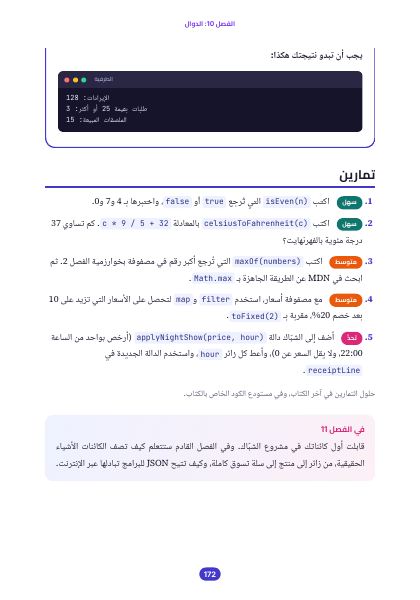 الفصل 10: الدوال
يجب أن تبدو نتيجتك هكذا:
الطرفية
الإيرادات: 128
طلبات بقيمة 25 أو أكثر: 3
الملصقات المبيعة: 15
تمارين
1. سهل اكتب isEven(n) التي تُرجع true أو false، واختبرها بـ 4 و7 و0.
2. سهل اكتب celsiusToFahrenheit(c) بالمعادلة c * 9 / 5 + 32. كم تساوي 37
درجة مئوية بالفهرنهايت؟
3. متوسط اكتب maxOf(numbers) التي تُرجع أكبر رقم في مصفوفة بخوارزمية الفصل 2. ثم
ابحث في MDN عن الطريقة الجاهزة بـ Math.max.
4. متوسط مع مصفوفة أسعار، استخدم filter و map لتحصل على الأسعار التي تزيد على 10
بعد خصم 20%، مقربة بـ toFixed(2).
5. تحدٍّ أضف إلى الشبّاك دالة applyNightShow(price, hour) (أرخص بواحد من الساعة
22:00، ولا يقل السعر عن 0)، وأعط كل زائر hour، واستخدم الدالة الجديدة في
receiptLine.
حلول التمارين في آخر الكتاب، وفي مستودع الكود الخاص بالكتاب.
في الفصل 11
قابلت أول كائناتك في مشروع الشبّاك. وفي الفصل القادم ستتعلم كيف تصف الكائنات الأشياء
الحقيقية، من زائر إلى منتج إلى سلة تسوق كاملة، وكيف تتيح JSON للبرامج تبادلها عبر الإنترنت.
172